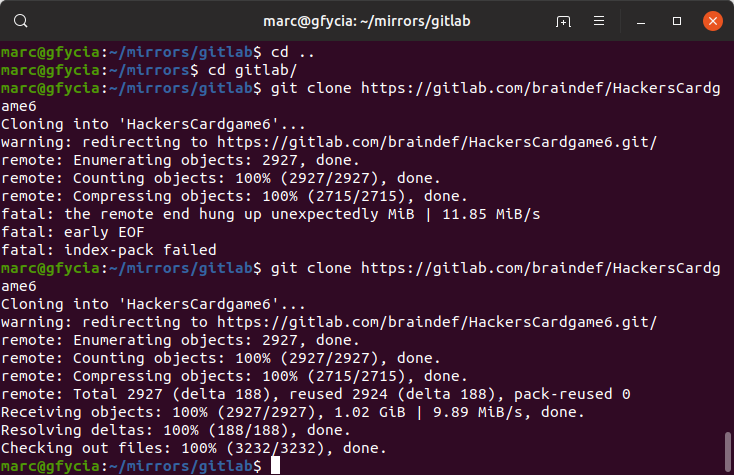 marc@gfycia: ~/mirrors/gitlab
marc@gfycia:~/mirrors/gitlab$ cd ..
marc@gfycia:~/mirrors$ cd gitlab/
marc@gfycia:~/mirrors/gitlab$ git clone https://gitlab.com/braindef/HackersCardg
ame6
Cloning into 'HackersCardgame6'...
warning: redirecting to https://gitlab.com/braindef/HackersCardgame6.git/
remote: Enumerating objects: 2927, done.
remote: Counting objects: 100% (2927/2927), done.
remote: Compressing objects: 100% (2715/2715), done.
fatal: the remote end hung up unexpectedly MiB | 11.85 MiB/s
fatal: early EOF
fatal: index-pack failed
marc@gfycia:~/mirrors/gitlab$ git clone https://gitlab.com/braindef/HackersCardg
ame6
Cloning into 'HackersCardgame6'...
warning: redirecting to https://gitlab.com/braindef/HackersCardgame6.git/
remote: Enumerating objects: 2927, done.
remote: Counting objects: 100% (2927/2927), done.
remote: Compressing objects: 100% (2715/2715), done.
remote: Total 2927 (delta 188), reused 2924 (delta 188), pack-reused 0
Receiving objects: 100% (2927/2927), 1.02 GiB | 9.89 MiB/s, done.
Resolving deltas: 100% (188/188), done.
Checking out files: 100% (3232/3232), done.
marc@gfycia:~/mirrors/gitlab$